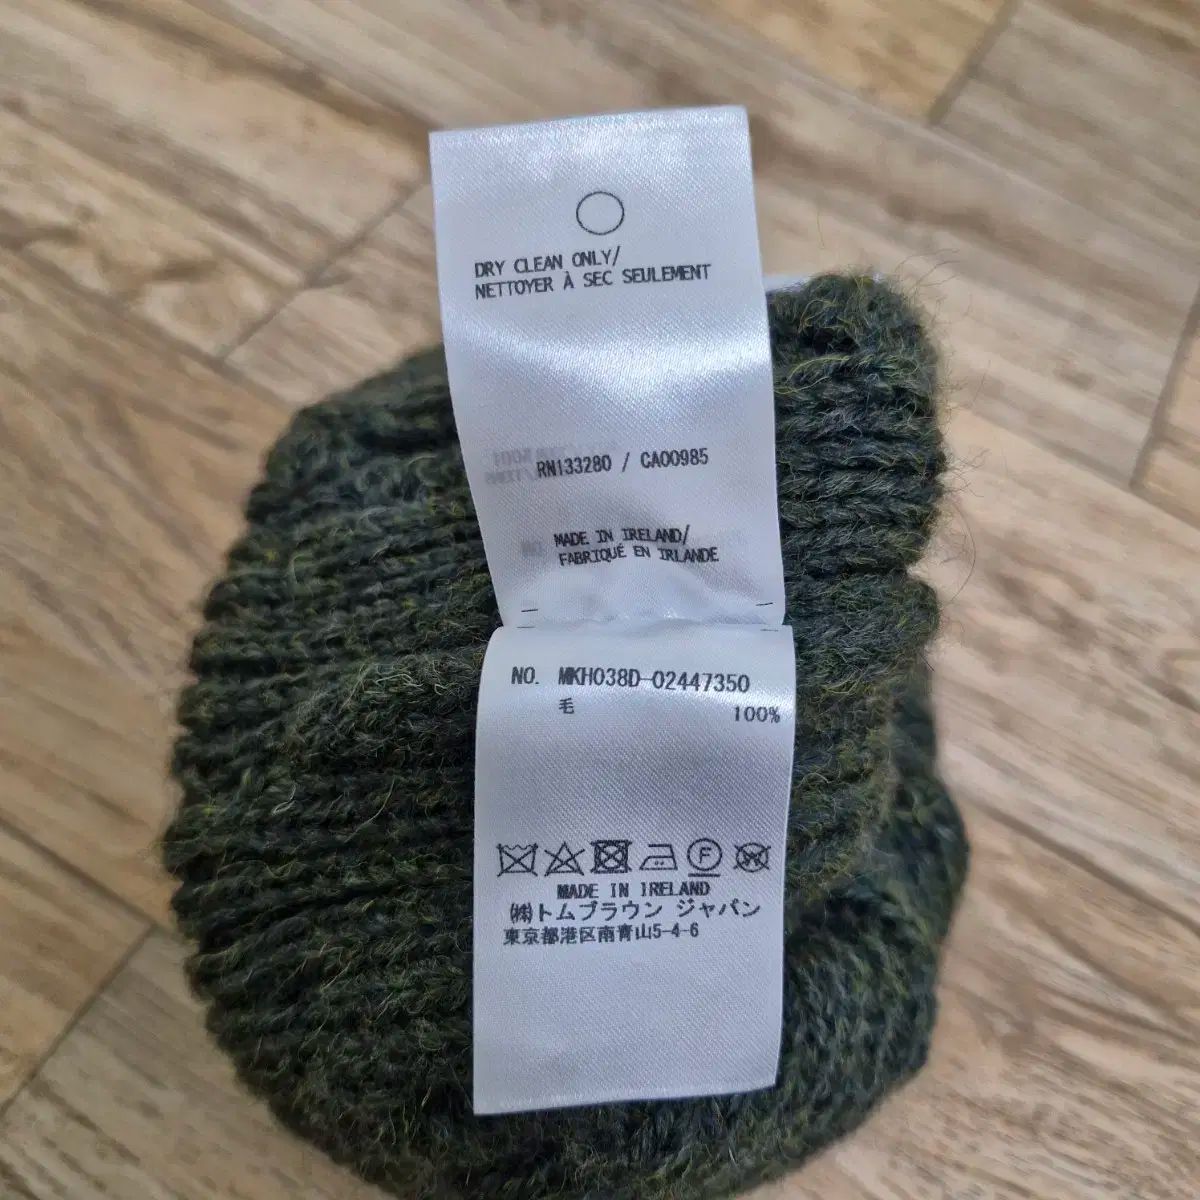 DRY CLEAN ONLY/
NETTOYER À SEC SEULEMENT
RN133280 / CA00985
MADE IN IRELAND/
FABRIQUÉ EN IRLANDE
NO. MKH038D-02447350
毛 100%
F
W
MADE IN IRELAND
㈱トムブラウン ジャパン
東京都港区南青山5-4-6